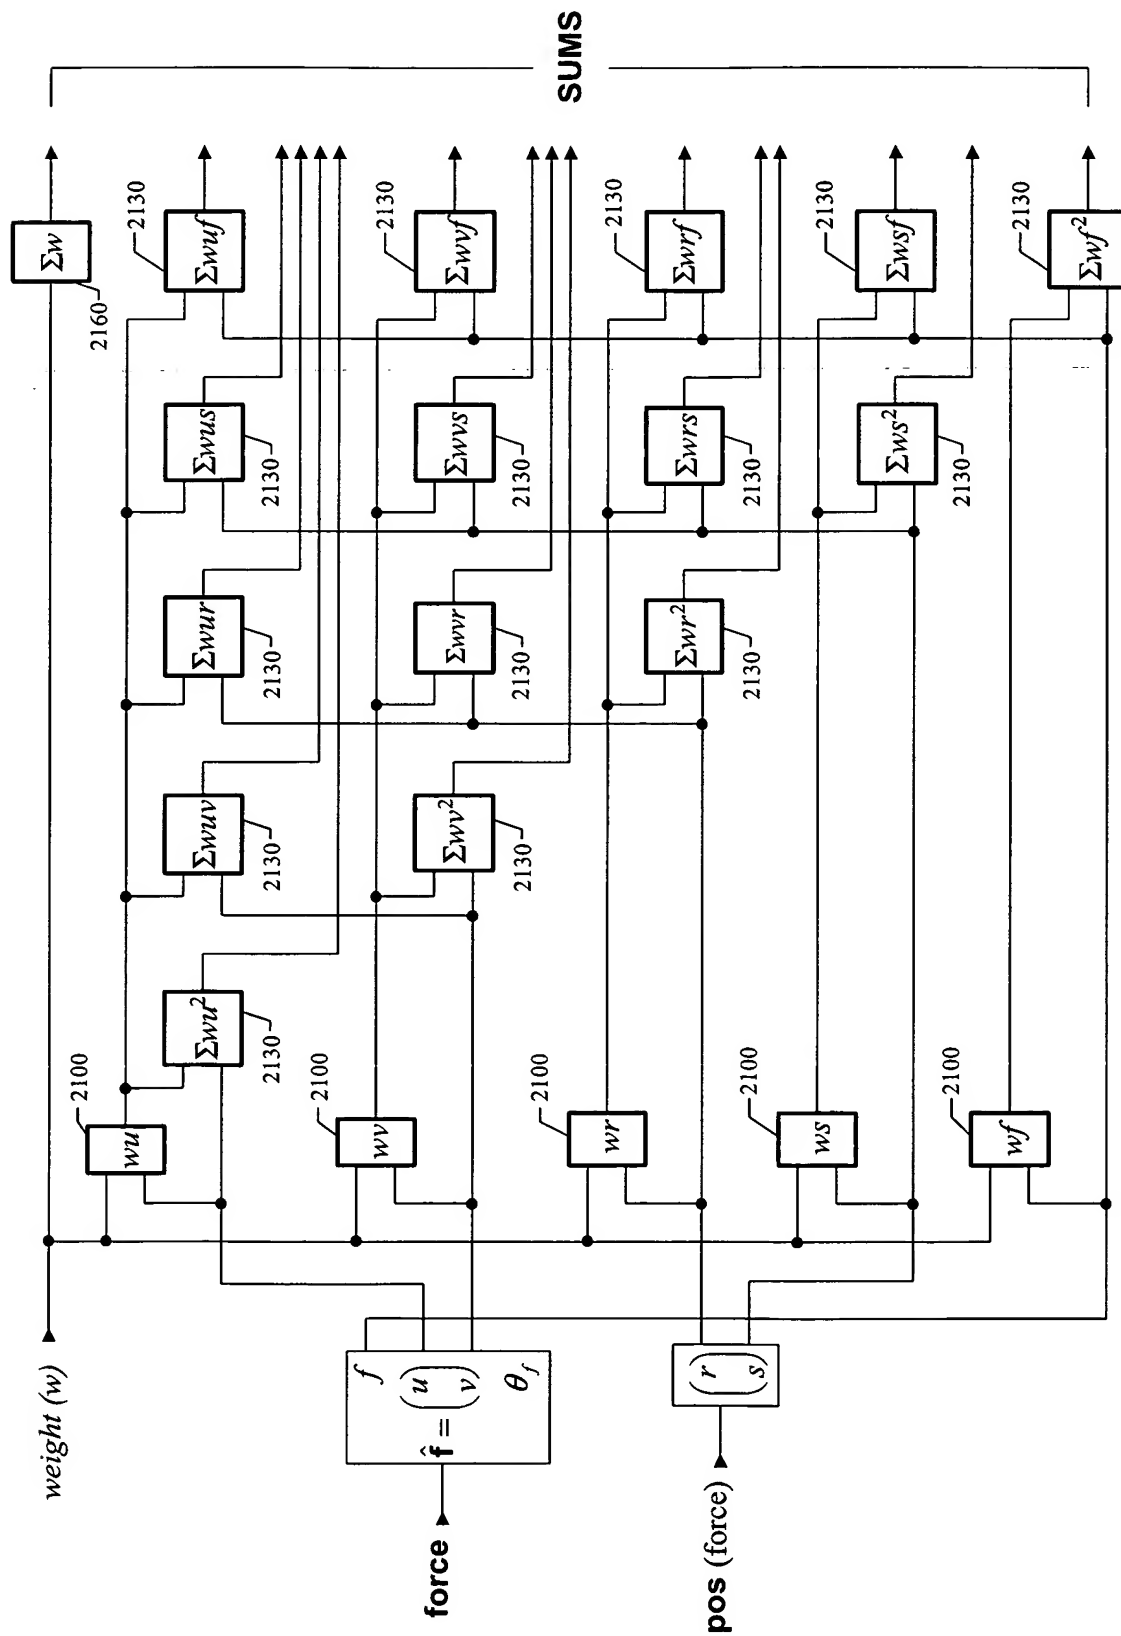 weight (w)
force
f̂ =
f
(u
v)
θ_f
pos (force)
(r
s)
wu
2100
wv
2100
wr
2100
ws
2100
wf
2100
Σwu²
2130
Σwuv
2130
Σwur
2130
Σwus
2130
Σwuf
2130
Σwv²
2130
Σwvr
2130
Σwvs
2130
Σwvf
2130
Σwr²
2130
Σwrs
2130
Σwrf
2130
Σws²
2130
Σwsf
2130
Σwf²
2130
Σw
2160
SUMS